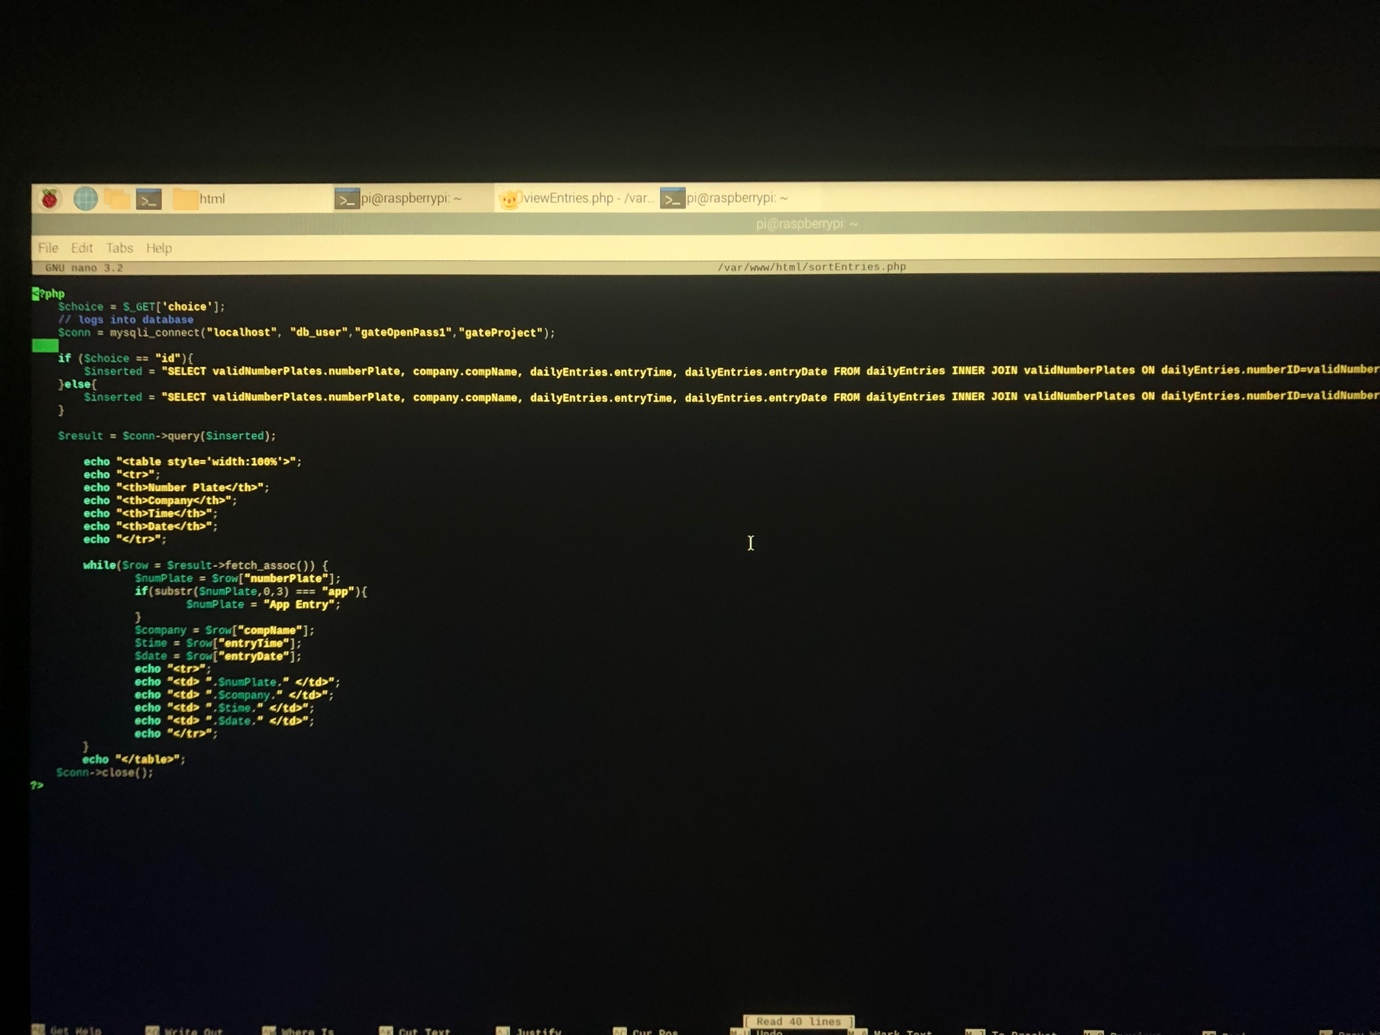 html
pi@raspberrypi: ~
viewEntries.php - /var...
pi@raspberrypi: ~
pi@raspberrypi: ~
File Edit Tabs Help
GNU nano 3.2 /var/www/html/sortEntries.php
<?php
$choice = $_GET['choice'];
// logs into database
$conn = mysqli_connect("localhost", "db_user","gateOpenPass1","gateProject");
if ($choice == "id"){
$inserted = "SELECT validNumberPlates.numberPlate, company.compName, dailyEntries.entryTime, dailyEntries.entryDate FROM dailyEntries INNER JOIN validNumberPlates ON dailyEntries.numberID=validNumber
}else{
$inserted = "SELECT validNumberPlates.numberPlate, company.compName, dailyEntries.entryTime, dailyEntries.entryDate FROM dailyEntries INNER JOIN validNumberPlates ON dailyEntries.numberID=validNumber
}
$result = $conn->query($inserted);
echo "<table style='width:100%'>";
echo "<tr>";
echo "<th>Number Plate</th>";
echo "<th>Company</th>";
echo "<th>Time</th>";
echo "<th>Date</th>";
echo "</tr>";
while($row = $result->fetch_assoc()) {
$numPlate = $row["numberPlate"];
if(substr($numPlate,0,3) === "app"){
$numPlate = "App Entry";
}
$company = $row["compName"];
$time = $row["entryTime"];
$date = $row["entryDate"];
echo "<tr>";
echo "<td> ".$numPlate." </td>";
echo "<td> ".$company." </td>";
echo "<td> ".$time." </td>";
echo "<td> ".$date." </td>";
echo "</tr>";
}
echo "</table>";
$conn->close();
?>
[ Read 40 lines ]
Get Help Write Out Where Is Cut Text Justify Cur Pos Undo Mark Text To Bracket